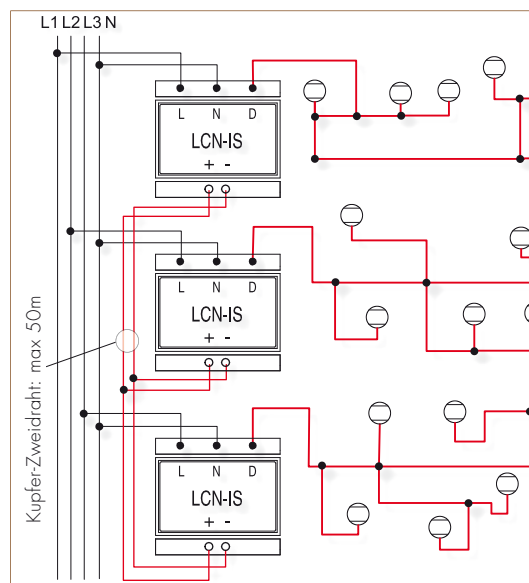 L1 L2 L3 N
L N D
LCN-IS
+ -
L N D
LCN-IS
+ -
Kupfer-Zweidraht: max 50m
L N D
LCN-IS
+ -